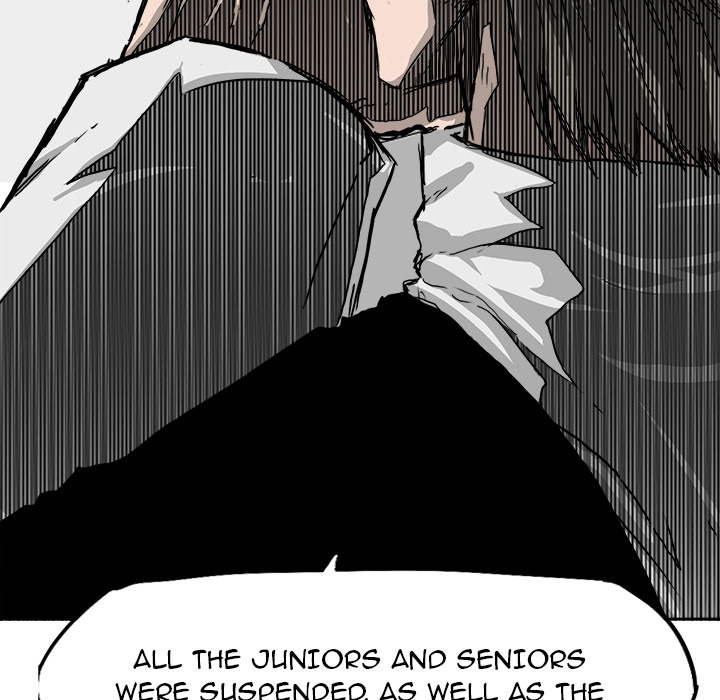 ALL THE JUNIORS AND SENIORS
WERE SUSPENDED, AS WELL AS THE